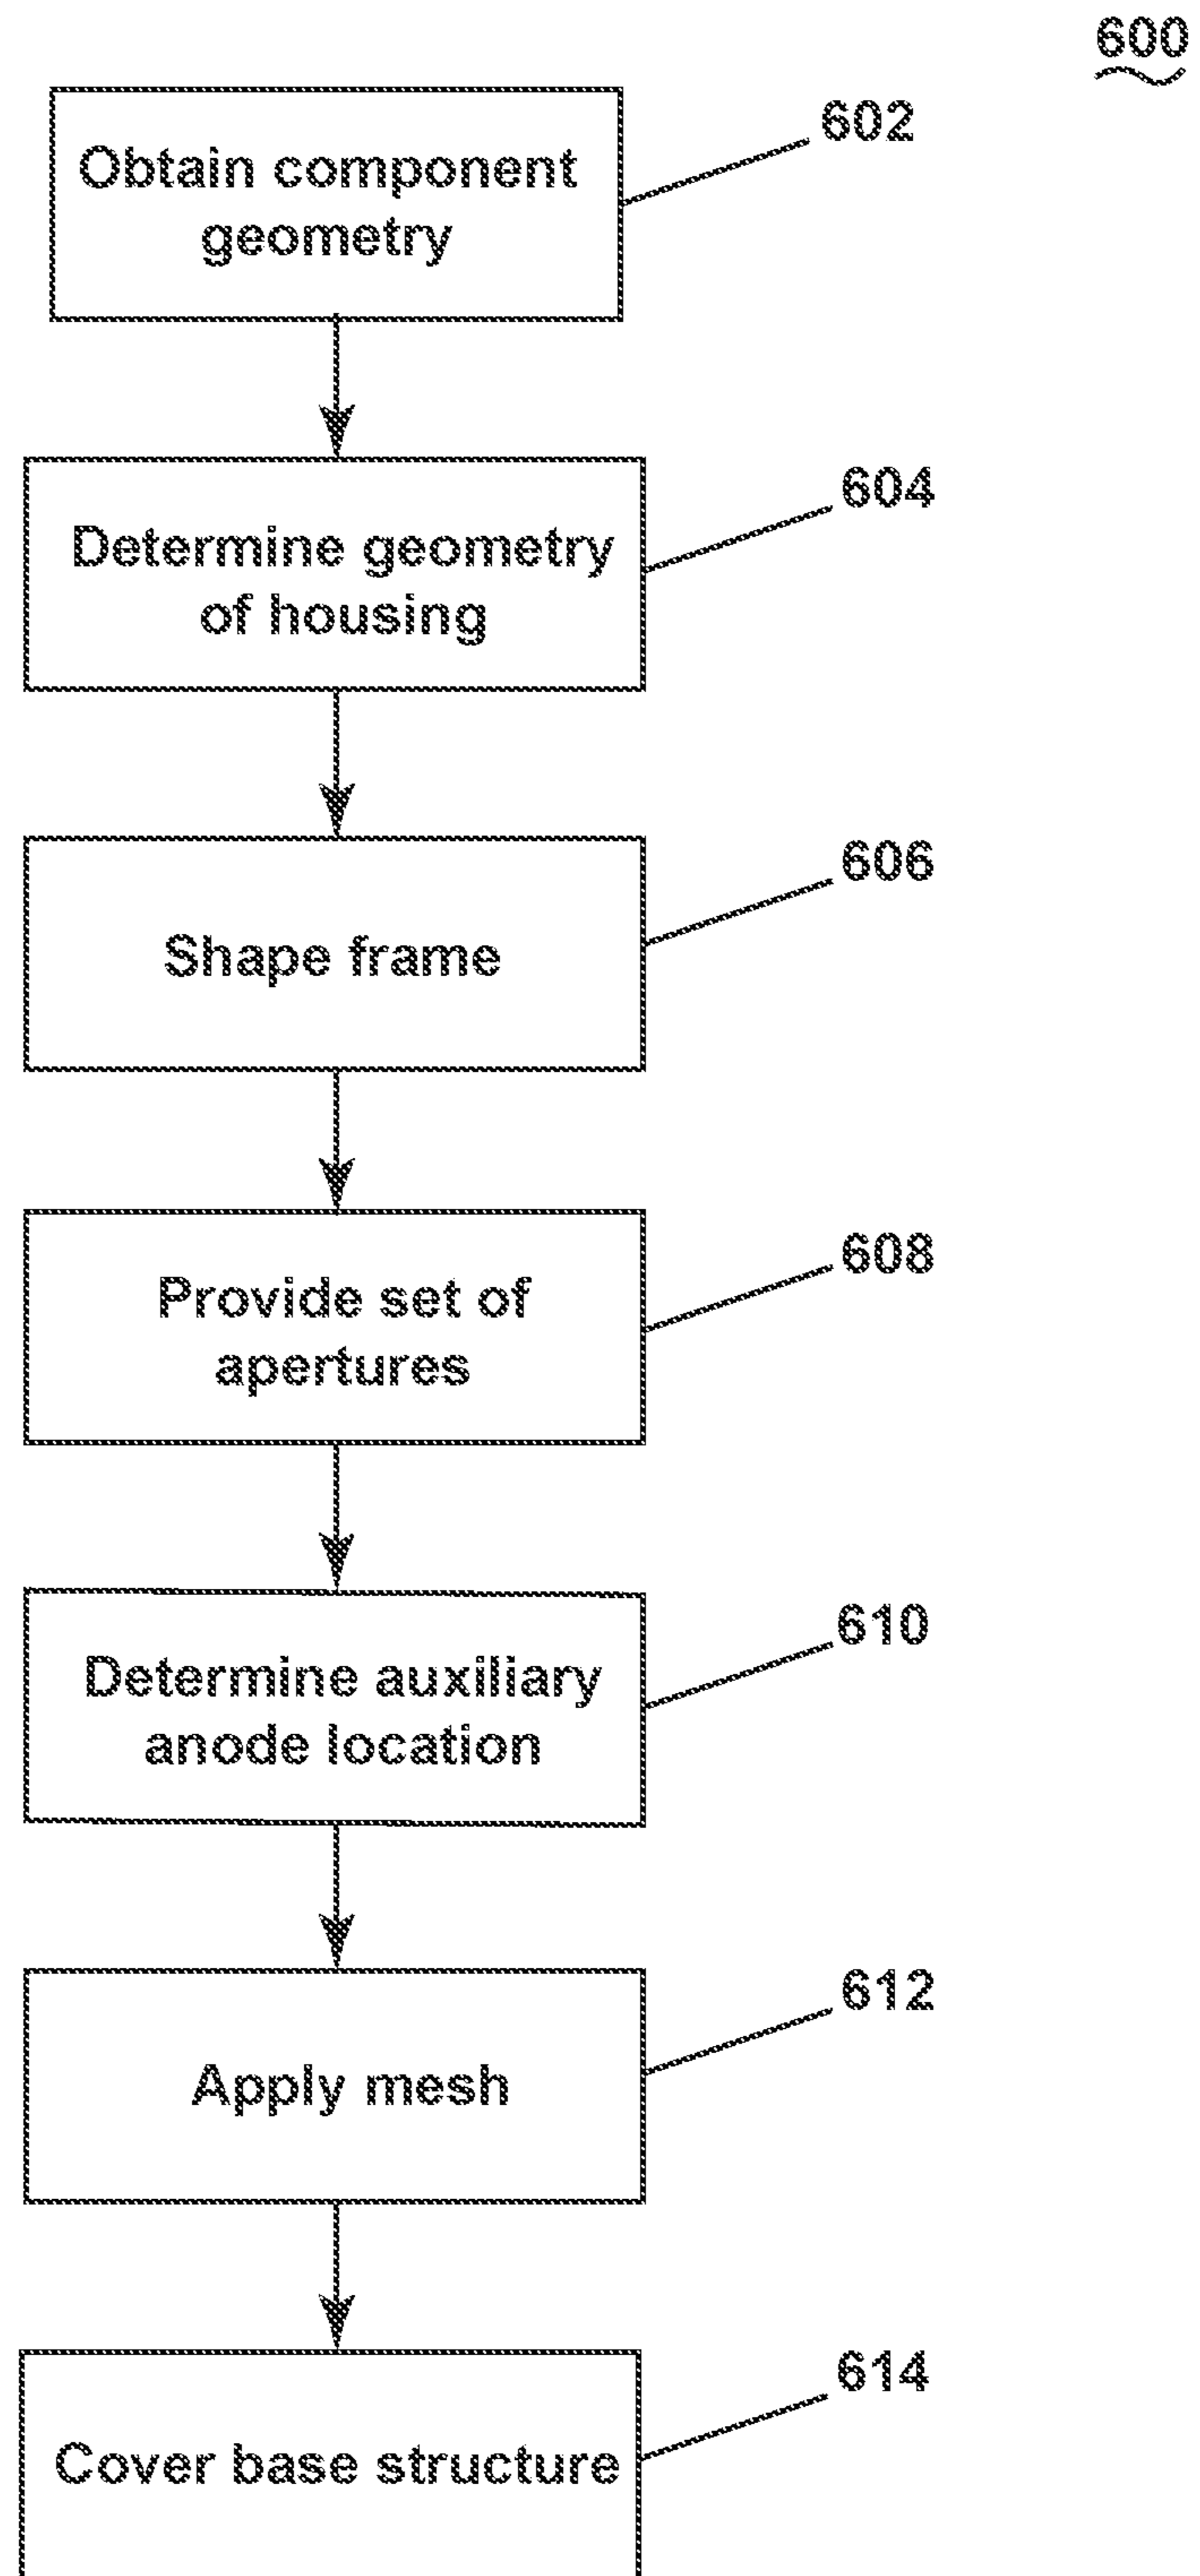 600
602
Obtain component
geometry
604
Determine geometry
of housing
606
Shape frame
608
Provide set of
apertures
610
Determine auxiliary
anode location
612
Apply mesh
614
Cover base structure